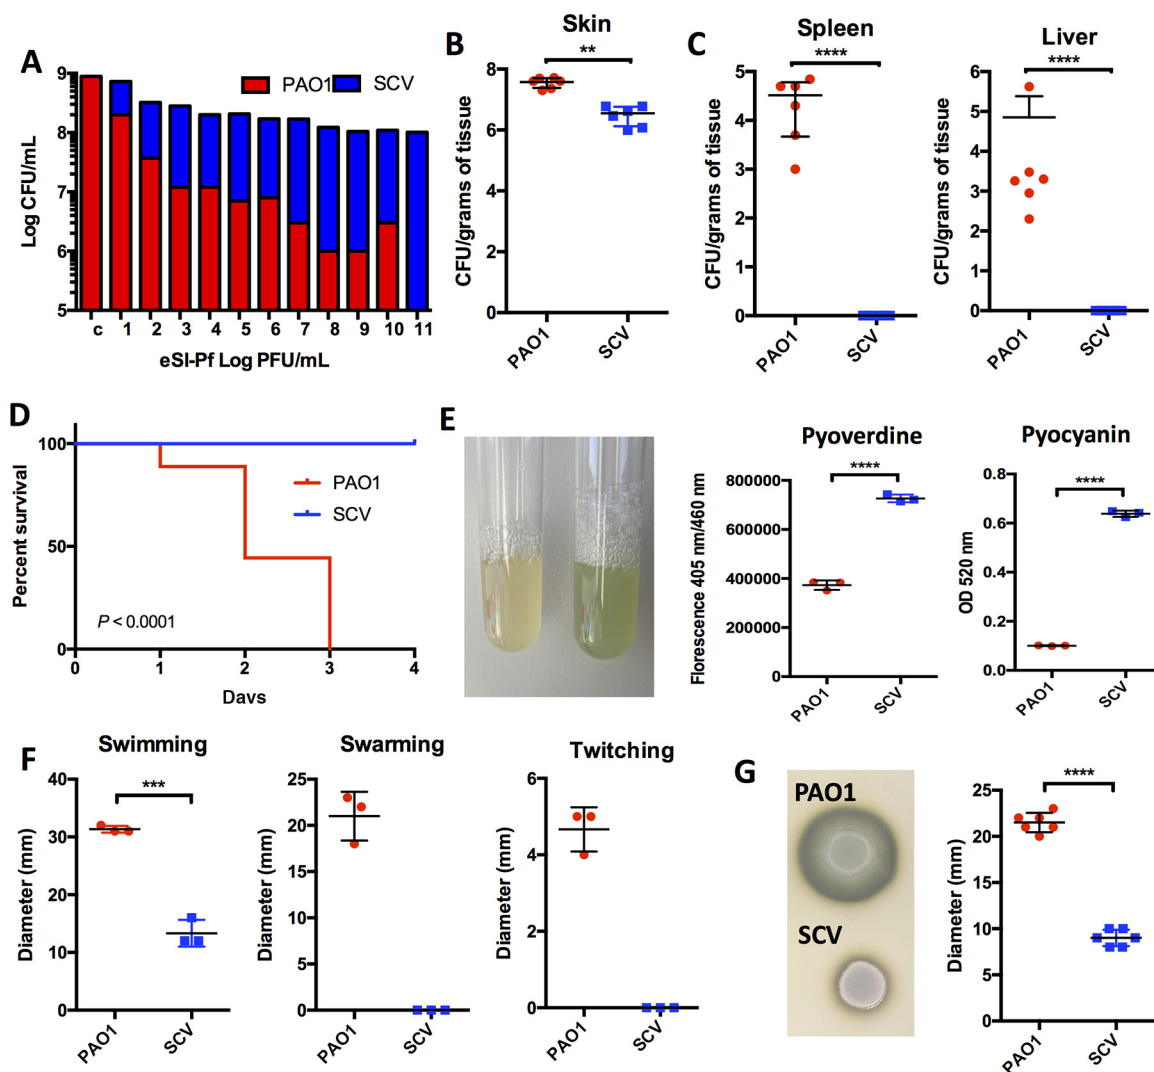 A
PAO1
SCV
Log CFU/mL
9
8
7
6
5
c 1 2 3 4 5 6 7 8 9 10 11
eSI-Pf Log PFU/mL
B
Skin
**
CFU/grams of tissue
8
6
4
2
0
PAO1
SCV
C
Spleen
****
CFU/grams of tissue
5
4
3
2
1
0
PAO1
SCV
Liver
****
CFU/grams of tissue
6
5
4
3
2
1
0
PAO1
SCV
D
Percent survival
100
50
0
PAO1
SCV
P < 0.0001
0 1 2 3 4
Davs
E
Pyoverdine
****
Florescence 405 nm/460 nm
800000
600000
400000
200000
0
PAO1
SCV
Pyocyanin
****
OD 520 nm
0.8
0.6
0.4
0.2
0.0
PAO1
SCV
F
Swimming
***
Diameter (mm)
40
30
20
10
0
PAO1
SCV
Swarming
Diameter (mm)
25
20
15
10
5
0
PAO1
SCV
Twitching
Diameter (mm)
6
4
2
0
PAO1
SCV
G
PAO1
SCV
****
Diameter (mm)
25
20
15
10
5
0
PAO1
SCV